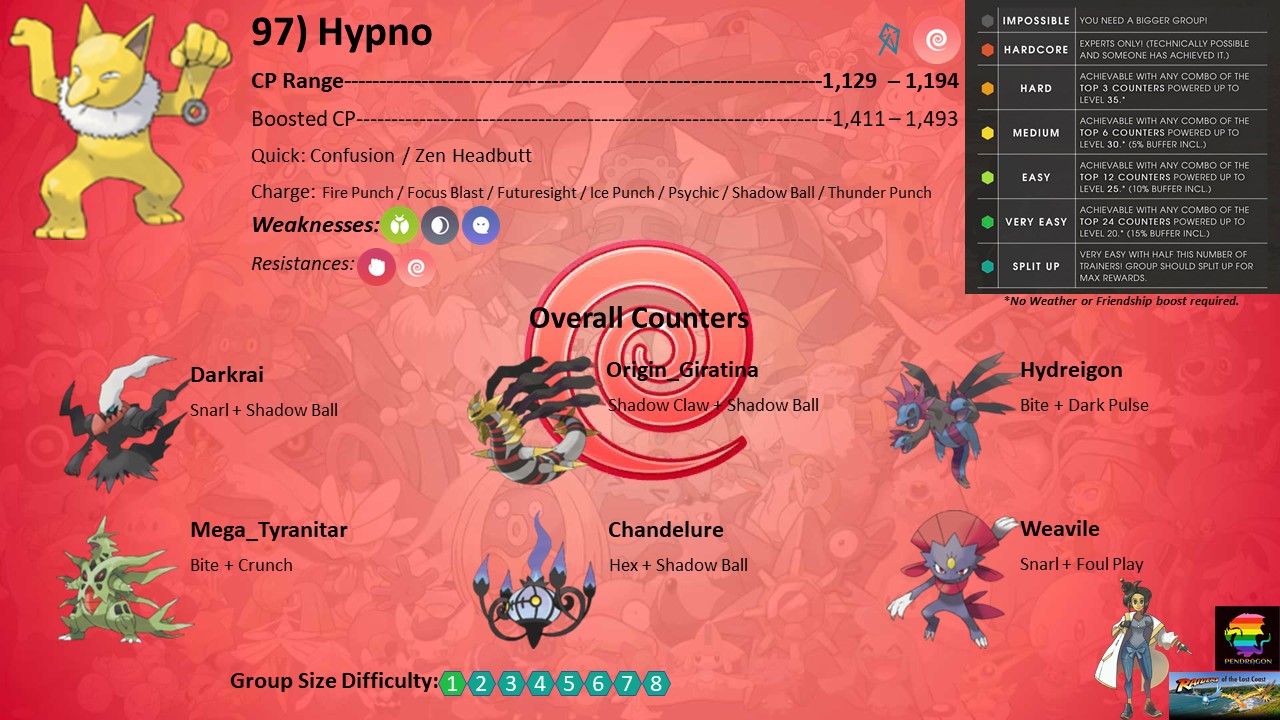 97) Hypno
CP Range--------------------------------------------------------------------------------1,129 – 1,194
Boosted CP--------------------------------------------------------------------------------1,411 – 1,493
Quick: Confusion / Zen Headbutt
Charge: Fire Punch / Focus Blast / Futuresight / Ice Punch / Psychic / Shadow Ball / Thunder Punch
Weaknesses:
Resistances:
IMPOSSIBLE YOU NEED A BIGGER GROUP!
HARDCORE EXPERTS ONLY! (TECHNICALLY POSSIBLE
AND SOMEONE HAS ACHIEVED IT.)
HARD ACHIEVABLE WITH ANY COMBO OF THE
TOP 3 COUNTERS POWERED UP TO
LEVEL 35.*
MEDIUM ACHIEVABLE WITH ANY COMBO OF THE
TOP 6 COUNTERS POWERED UP TO
LEVEL 30.* (5% BUFFER INCL.)
EASY ACHIEVABLE WITH ANY COMBO OF THE
TOP 12 COUNTERS POWERED UP TO
LEVEL 25.* (10% BUFFER INCL.)
VERY EASY ACHIEVABLE WITH ANY COMBO OF THE
TOP 24 COUNTERS POWERED UP TO
LEVEL 20.* (15% BUFFER INCL.)
SPLIT UP VERY EASY WITH HALF THIS NUMBER OF
TRAINERS! GROUP SHOULD SPLIT UP FOR
MAX REWARDS.
*No Weather or Friendship boost required.
Overall Counters
Darkrai
Snarl + Shadow Ball
Origin_Giratina
Shadow Claw + Shadow Ball
Hydreigon
Bite + Dark Pulse
Mega_Tyranitar
Bite + Crunch
Chandelure
Hex + Shadow Ball
Weavile
Snarl + Foul Play
Group Size Difficulty: 1 2 3 4 5 6 7 8
PENDRAGON
RAIDERS of the Lost Coast